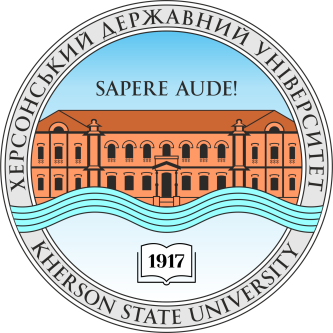 ХЕРСОНСЬКИЙ ДЕРЖАВНИЙ УНІВЕРСИТЕТ
SAPERE AUDE!
1917
KHERSON STATE UNIVERSITY